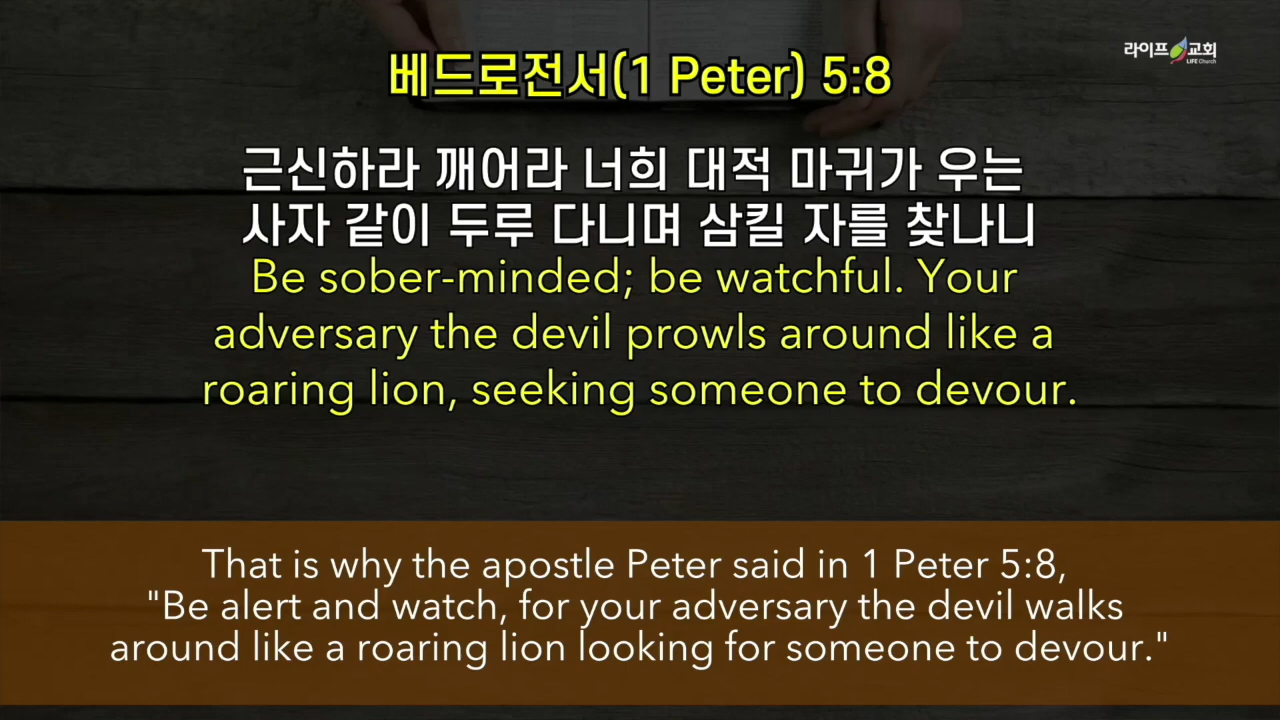 라이프 교회
LIFE Church
베드로전서(1 Peter) 5:8
근신하라 깨어라 너희 대적 마귀가 우는
사자 같이 두루 다니며 삼킬 자를 찾나니
Be sober-minded; be watchful. Your
adversary the devil prowls around like a
roaring lion, seeking someone to devour.
That is why the apostle Peter said in 1 Peter 5:8,
"Be alert and watch, for your adversary the devil walks
around like a roaring lion looking for someone to devour."